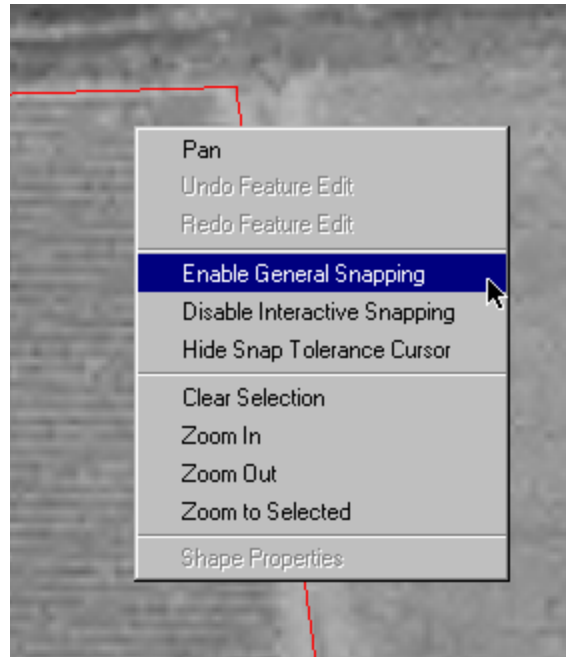 Pan
Undo Feature Edit
Redo Feature Edit
Enable General Snapping
Disable Interactive Snapping
Hide Snap Tolerance Cursor
Clear Selection
Zoom In
Zoom Out
Zoom to Selected
Shape Properties